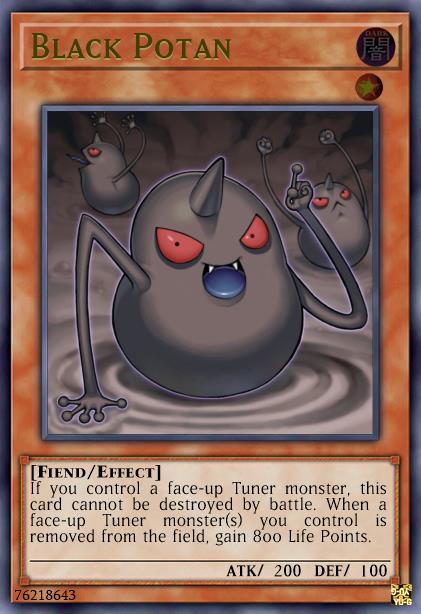 BLACK POTAN
DARK
闇
[FIEND/EFFECT]
If you control a face-up Tuner monster, this
card cannot be destroyed by battle. When a
face-up Tuner monster(s) you control is
removed from the field, gain 800 Life Points.
ATK/ 200 DEF/ 100
76218643